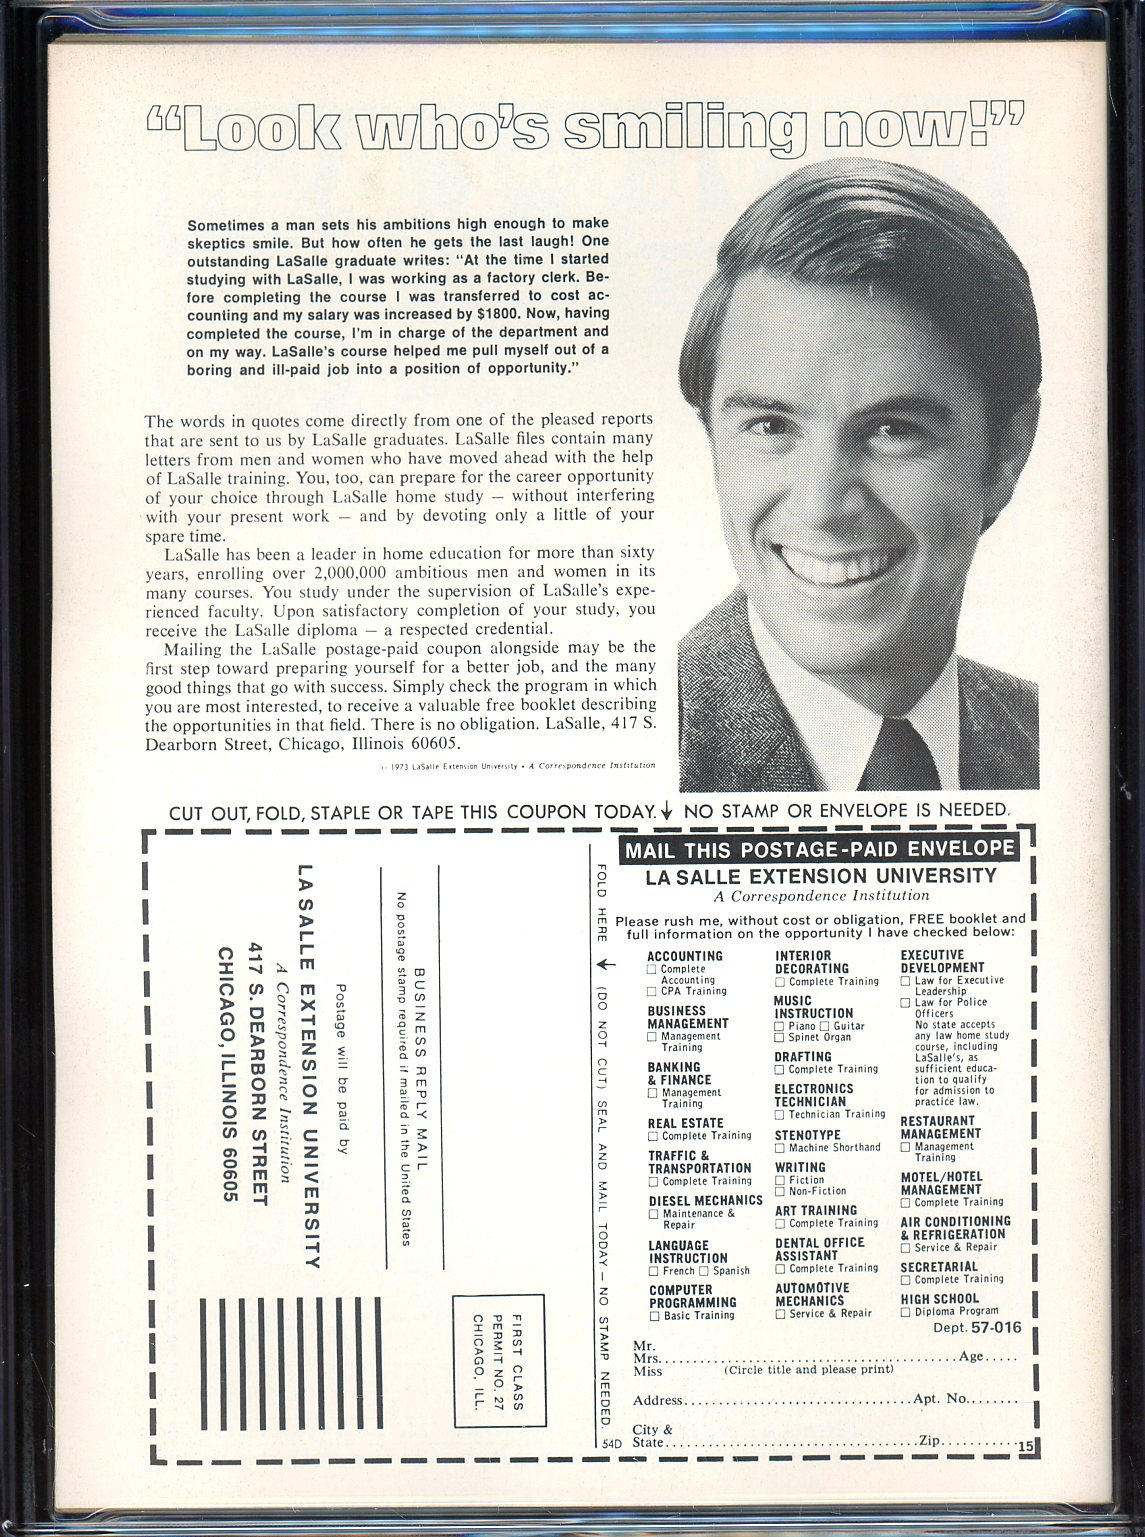 “Look who's smiling now!”
Sometimes a man sets his ambitions high enough to make
skeptics smile. But how often he gets the last laugh! One
outstanding LaSalle graduate writes: “At the time I started
studying with LaSalle, I was working as a factory clerk. Be-
fore completing the course I was transferred to cost ac-
counting and my salary was increased by $1800. Now, having
completed the course, I'm in charge of the department and
on my way. LaSalle's course helped me pull myself out of a
boring and ill-paid job into a position of opportunity.”
The words in quotes come directly from one of the pleased reports
that are sent to us by LaSalle graduates. LaSalle files contain many
letters from men and women who have moved ahead with the help
of LaSalle training. You, too, can prepare for the career opportunity
of your choice through LaSalle home study — without interfering
with your present work — and by devoting only a little of your
spare time.
LaSalle has been a leader in home education for more than sixty
years, enrolling over 2,000,000 ambitious men and women in its
many courses. You study under the supervision of LaSalle's expe-
rienced faculty. Upon satisfactory completion of your study, you
receive the LaSalle diploma — a respected credential.
Mailing the LaSalle postage-paid coupon alongside may be the
first step toward preparing yourself for a better job, and the many
good things that go with success. Simply check the program in which
you are most interested, to receive a valuable free booklet describing
the opportunities in that field. There is no obligation. LaSalle, 417 S.
Dearborn Street, Chicago, Illinois 60605.
© 1973 LaSalle Extension University • A Correspondence Institution
CUT OUT, FOLD, STAPLE OR TAPE THIS COUPON TODAY. ↓ NO STAMP OR ENVELOPE IS NEEDED.
FIRST CLASS
PERMIT NO. 27
CHICAGO, ILL.
BUSINESS REPLY MAIL
No postage stamp required if mailed in the United States
Postage will be paid by
LA SALLE EXTENSION UNIVERSITY
A Correspondence Institution
417 S. DEARBORN STREET
CHICAGO, ILLINOIS 60605
FOLD HERE ← (DO NOT CUT) SEAL AND MAIL TODAY — NO STAMP NEEDED.
MAIL THIS POSTAGE-PAID ENVELOPE
LA SALLE EXTENSION UNIVERSITY
A Correspondence Institution
Please rush me, without cost or obligation, FREE booklet and
full information on the opportunity I have checked below:
ACCOUNTING
☐ Complete
Accounting
☐ CPA Training
BUSINESS
MANAGEMENT
☐ Management
Training
BANKING
& FINANCE
☐ Management
Training
REAL ESTATE
☐ Complete Training
TRAFFIC &
TRANSPORTATION
☐ Complete Training
DIESEL MECHANICS
☐ Maintenance &
Repair
LANGUAGE
INSTRUCTION
☐ French ☐ Spanish
COMPUTER
PROGRAMMING
☐ Basic Training
INTERIOR
DECORATING
☐ Complete Training
MUSIC
INSTRUCTION
☐ Piano ☐ Guitar
☐ Spinet Organ
DRAFTING
☐ Complete Training
ELECTRONICS
TECHNICIAN
☐ Technician Training
STENOTYPE
☐ Machine Shorthand
WRITING
☐ Fiction
☐ Non-Fiction
ART TRAINING
☐ Complete Training
DENTAL OFFICE
ASSISTANT
☐ Complete Training
AUTOMOTIVE
MECHANICS
☐ Service & Repair
EXECUTIVE
DEVELOPMENT
☐ Law for Executive
Leadership
☐ Law for Police
Officers
No state accepts
any law home study
course, including
LaSalle's, as
sufficient educa-
tion to qualify
for admission to
practice law.
RESTAURANT
MANAGEMENT
☐ Management
Training
MOTEL/HOTEL
MANAGEMENT
☐ Complete Training
AIR CONDITIONING
& REFRIGERATION
☐ Service & Repair
SECRETARIAL
☐ Complete Training
HIGH SCHOOL
☐ Diploma Program
Dept. 57-016
Mr.
Mrs. Age
Miss (Circle title and please print)
Address Apt. No.
City &
State Zip
54D
15